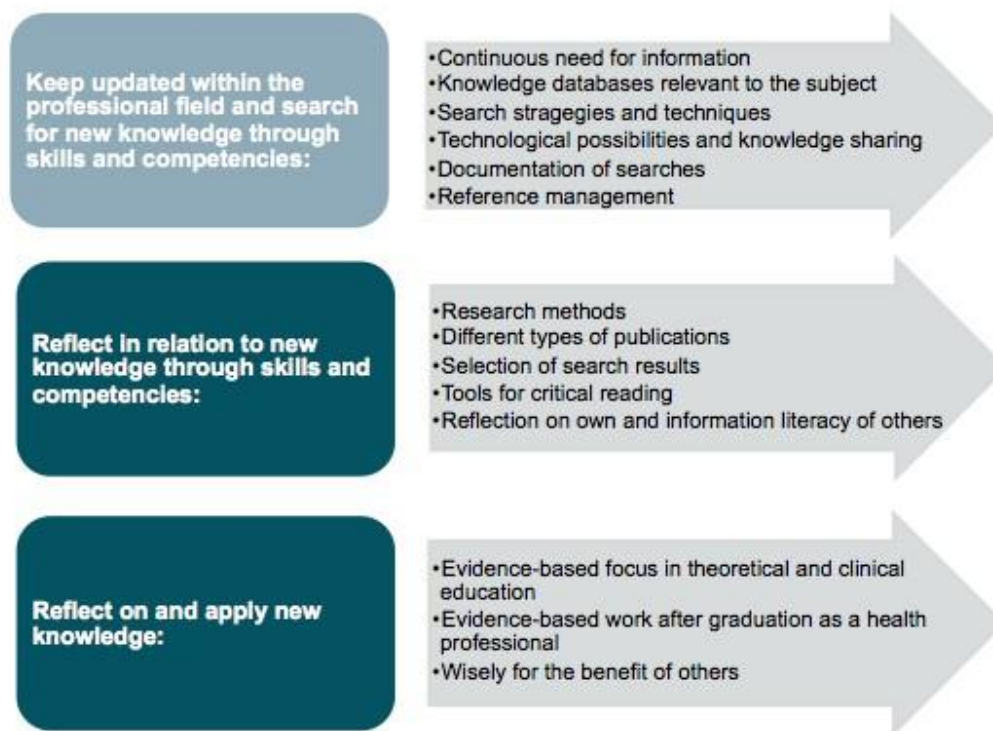 Keep updated within the
professional field and search
for new knowledge through
skills and competencies:
•Continuous need for information
•Knowledge databases relevant to the subject
•Search stragegies and techniques
•Technological possibilities and knowledge sharing
•Documentation of searches
•Reference management
Reflect in relation to new
knowledge through skills and
competencies:
•Research methods
•Different types of publications
•Selection of search results
•Tools for critical reading
•Reflection on own and information literacy of others
Reflect on and apply new
knowledge:
•Evidence-based focus in theoretical and clinical
education
•Evidence-based work after graduation as a health
professional
•Wisely for the benefit of others